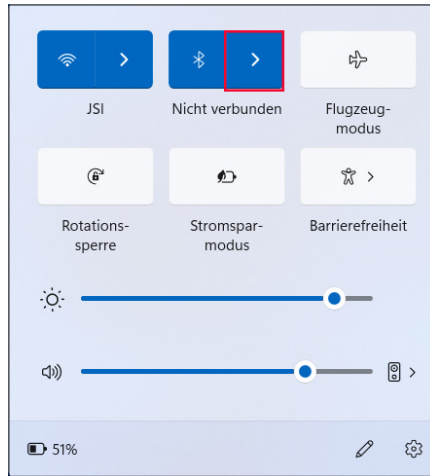 JSI
Nicht verbunden
Flugzeug-
modus
Rotations-
sperre
Stromspar-
modus
Barrierefreiheit
51%